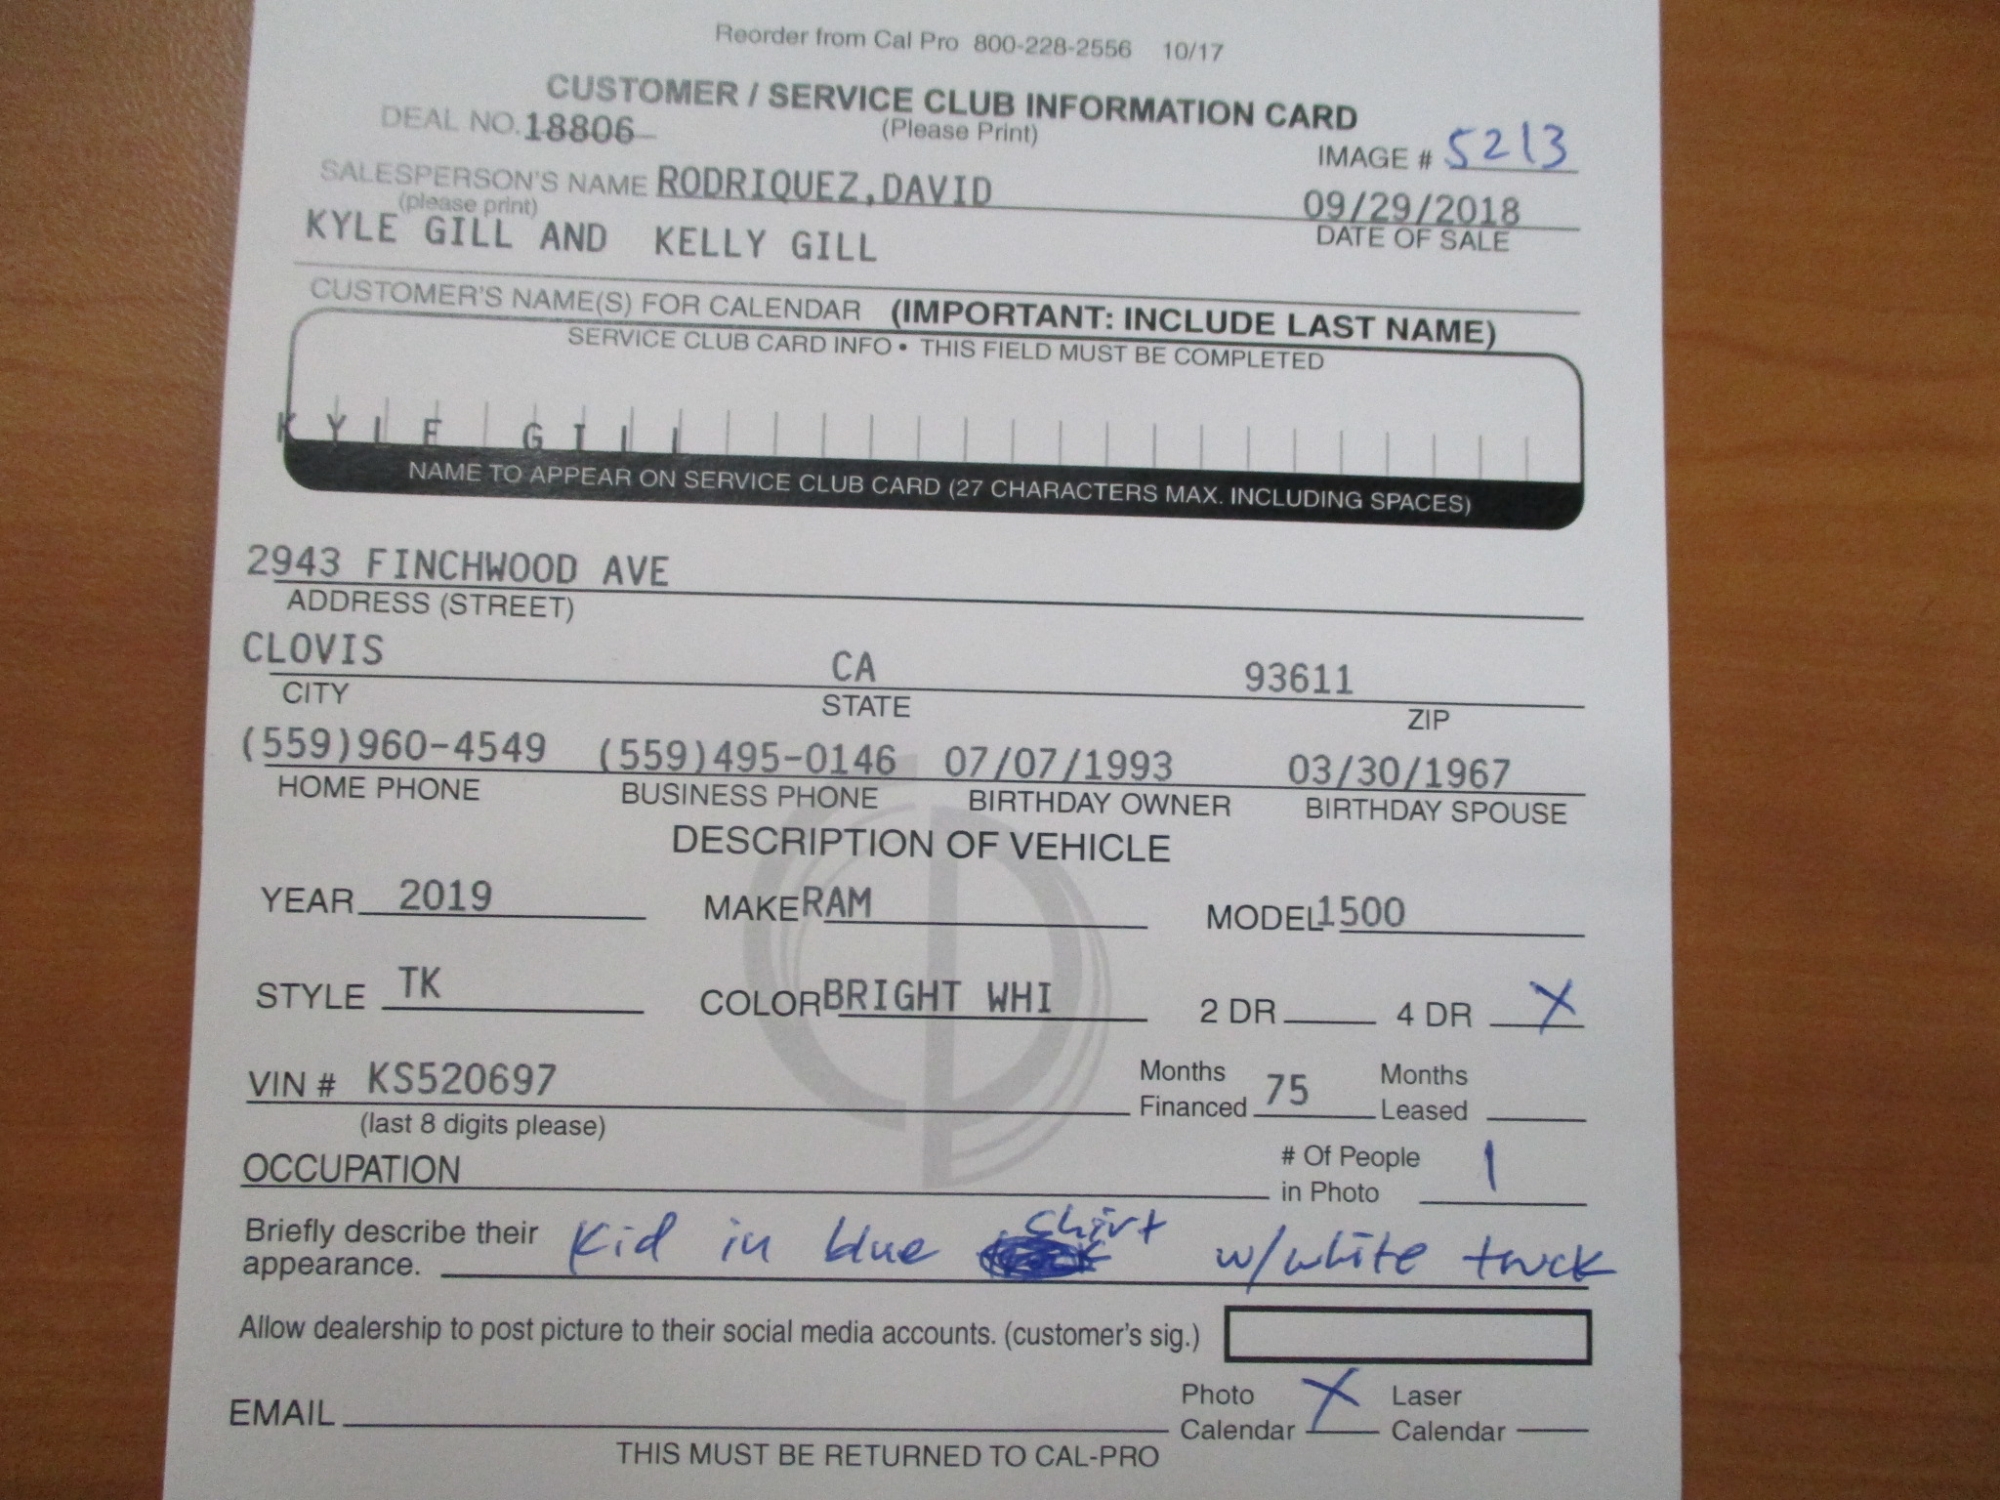 Reorder from Cal Pro 800-228-2556 10/17
CUSTOMER / SERVICE CLUB INFORMATION CARD
DEAL NO. 18806 (Please Print)
IMAGE # 5213
SALESPERSON'S NAME RODRIQUEZ,DAVID 09/29/2018
(please print) DATE OF SALE
KYLE GILL AND KELLY GILL
CUSTOMER'S NAME(S) FOR CALENDAR (IMPORTANT: INCLUDE LAST NAME)
SERVICE CLUB CARD INFO • THIS FIELD MUST BE COMPLETED
KYLE GILL
NAME TO APPEAR ON SERVICE CLUB CARD (27 CHARACTERS MAX. INCLUDING SPACES)
2943 FINCHWOOD AVE
ADDRESS (STREET)
CLOVIS CA 93611
CITY STATE ZIP
(559)960-4549 (559)495-0146 07/07/1993 03/30/1967
HOME PHONE BUSINESS PHONE BIRTHDAY OWNER BIRTHDAY SPOUSE
DESCRIPTION OF VEHICLE
YEAR 2019 MAKE RAM MODEL 1500
STYLE TK COLOR BRIGHT WHI 2 DR 4 DR X
VIN # KS520697 Months Financed 75 Months Leased
(last 8 digits please)
OCCUPATION # Of People in Photo 1
Briefly describe their appearance. Kid in blue shirt w/white truck
Allow dealership to post picture to their social media accounts. (customer's sig.)
EMAIL Photo Calendar X Laser Calendar
THIS MUST BE RETURNED TO CAL-PRO